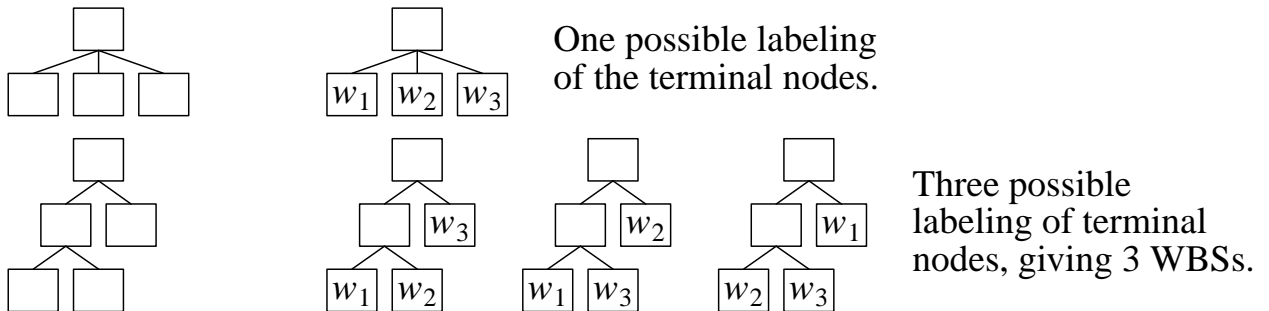 One possible labeling
of the terminal nodes.
w₁ w₂ w₃
Three possible
labeling of terminal
nodes, giving 3 WBSs.
w₃ w₂ w₁
w₁ w₂ w₁ w₃ w₂ w₃